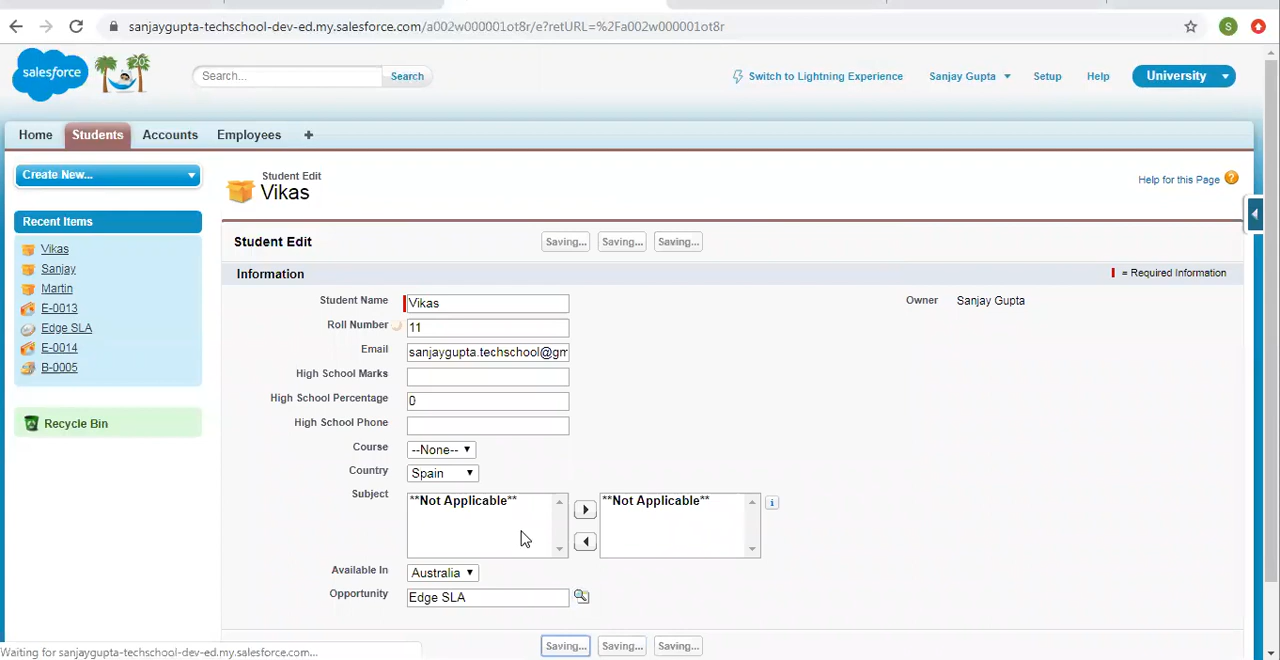 sanjaygupta-techschool-dev-ed.my.salesforce.com/a002w000001ot8r/e?retURL=%2Fa002w000001ot8r
S
salesforce
Search...
Search
Switch to Lightning Experience
Sanjay Gupta
Setup
Help
University
Home
Students
Accounts
Employees
+
Create New...
Student Edit
Vikas
Help for this Page
?
Recent Items
Vikas
Sanjay
Martin
E-0013
Edge SLA
E-0014
B-0005
Recycle Bin
Student Edit
Saving...
Saving...
Saving...
Information
= Required Information
Student Name
Vikas
Owner
Sanjay Gupta
Roll Number
11
Email
sanjaygupta.techschool@gm
High School Marks
High School Percentage
0
High School Phone
Course
--None--
Country
Spain
Subject
**Not Applicable**
**Not Applicable**
i
Available In
Australia
Opportunity
Edge SLA
Saving...
Saving...
Saving...
Waiting for sanjaygupta-techschool-dev-ed.my.salesforce.com...